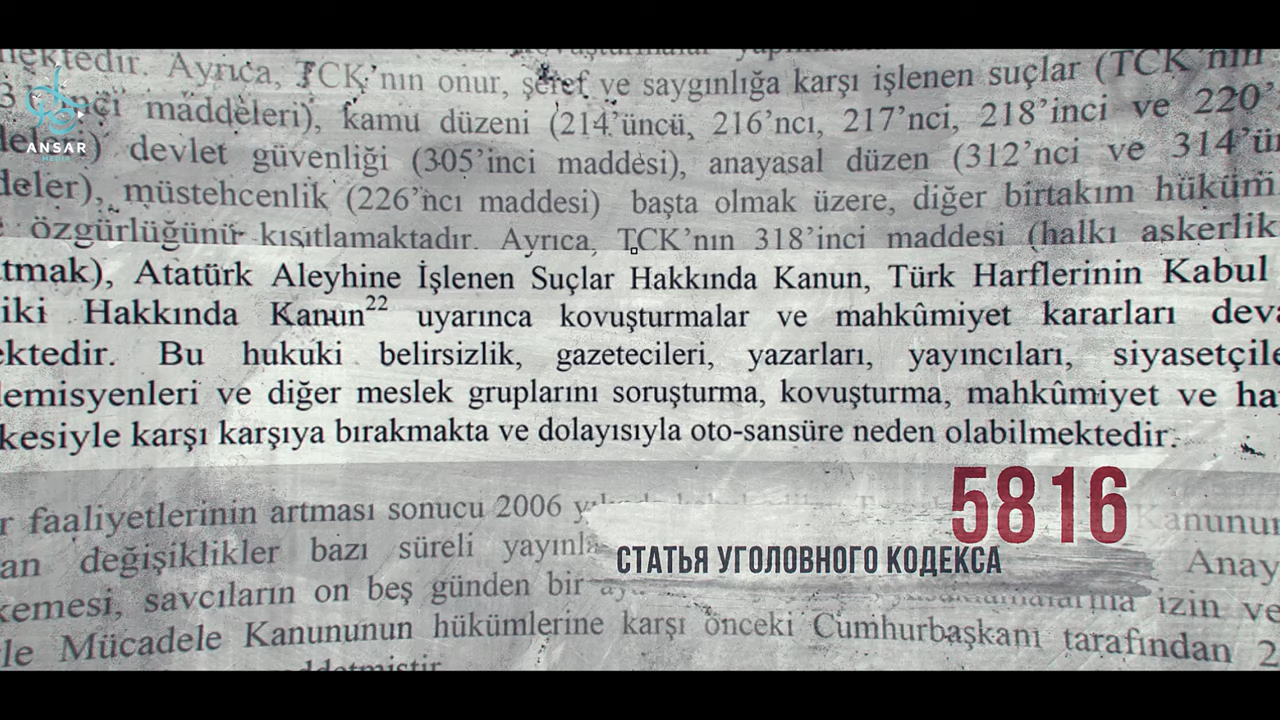 Ayrıca, TCK'nın onur, şeref ve saygınlığa karşı işlenen suçlar (TCK'nın
maddeleri), kamu düzeni (214'üncü, 216'ncı, 217'nci, 218'inci ve 220'
devlet güvenliği (305'inci maddesi), anayasal düzen (312'nci ve 314'ün
deler), müstehcenlik (226'ncı maddesi) başta olmak üzere, diğer birtakım hüküm
özgürlüğünü kısıtlamaktadır. Ayrıca, TCK'nın 318'inci maddesi (halkı askerlik
tmak), Atatürk Aleyhine İşlenen Suçlar Hakkında Kanun, Türk Harflerinin Kabul
iki Hakkında Kanun22 uyarınca kovuşturmalar ve mahkûmiyet kararları deva
ektedir. Bu hukuki belirsizlik, gazetecileri, yazarları, yayıncıları, siyasetçile
demisyenleri ve diğer meslek gruplarını soruşturma, kovuşturma, mahkûmiyet ve ha
kesiyle karşı karşıya bırakmakta ve dolayısıyla oto-sansüre neden olabilmektedir.
r faaliyetlerinin artması sonucu 2006 Kanunun
an değişiklikler bazı süreli yayınla Anay
kemesi, savcıların on beş günden bir izin ve
le Mücadele Kanununun hükümlerine karşı önceki Cumhurbaşkanı tarafından 2
ANSAR
MEDIA
5816
СТАТЬЯ УГОЛОВНОГО КОДЕКСА